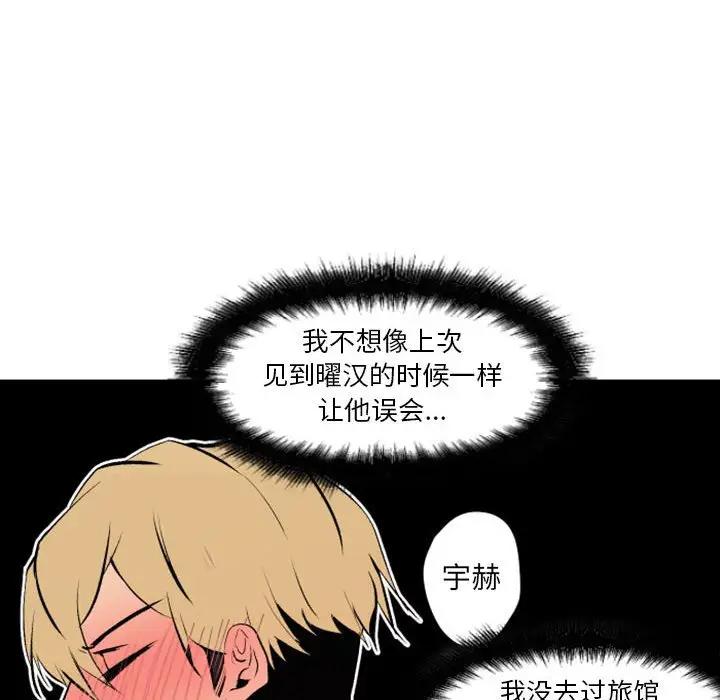 我不想像上次
见到曜汉的时候一样
让他误会...
宇赫
我没去过旅馆